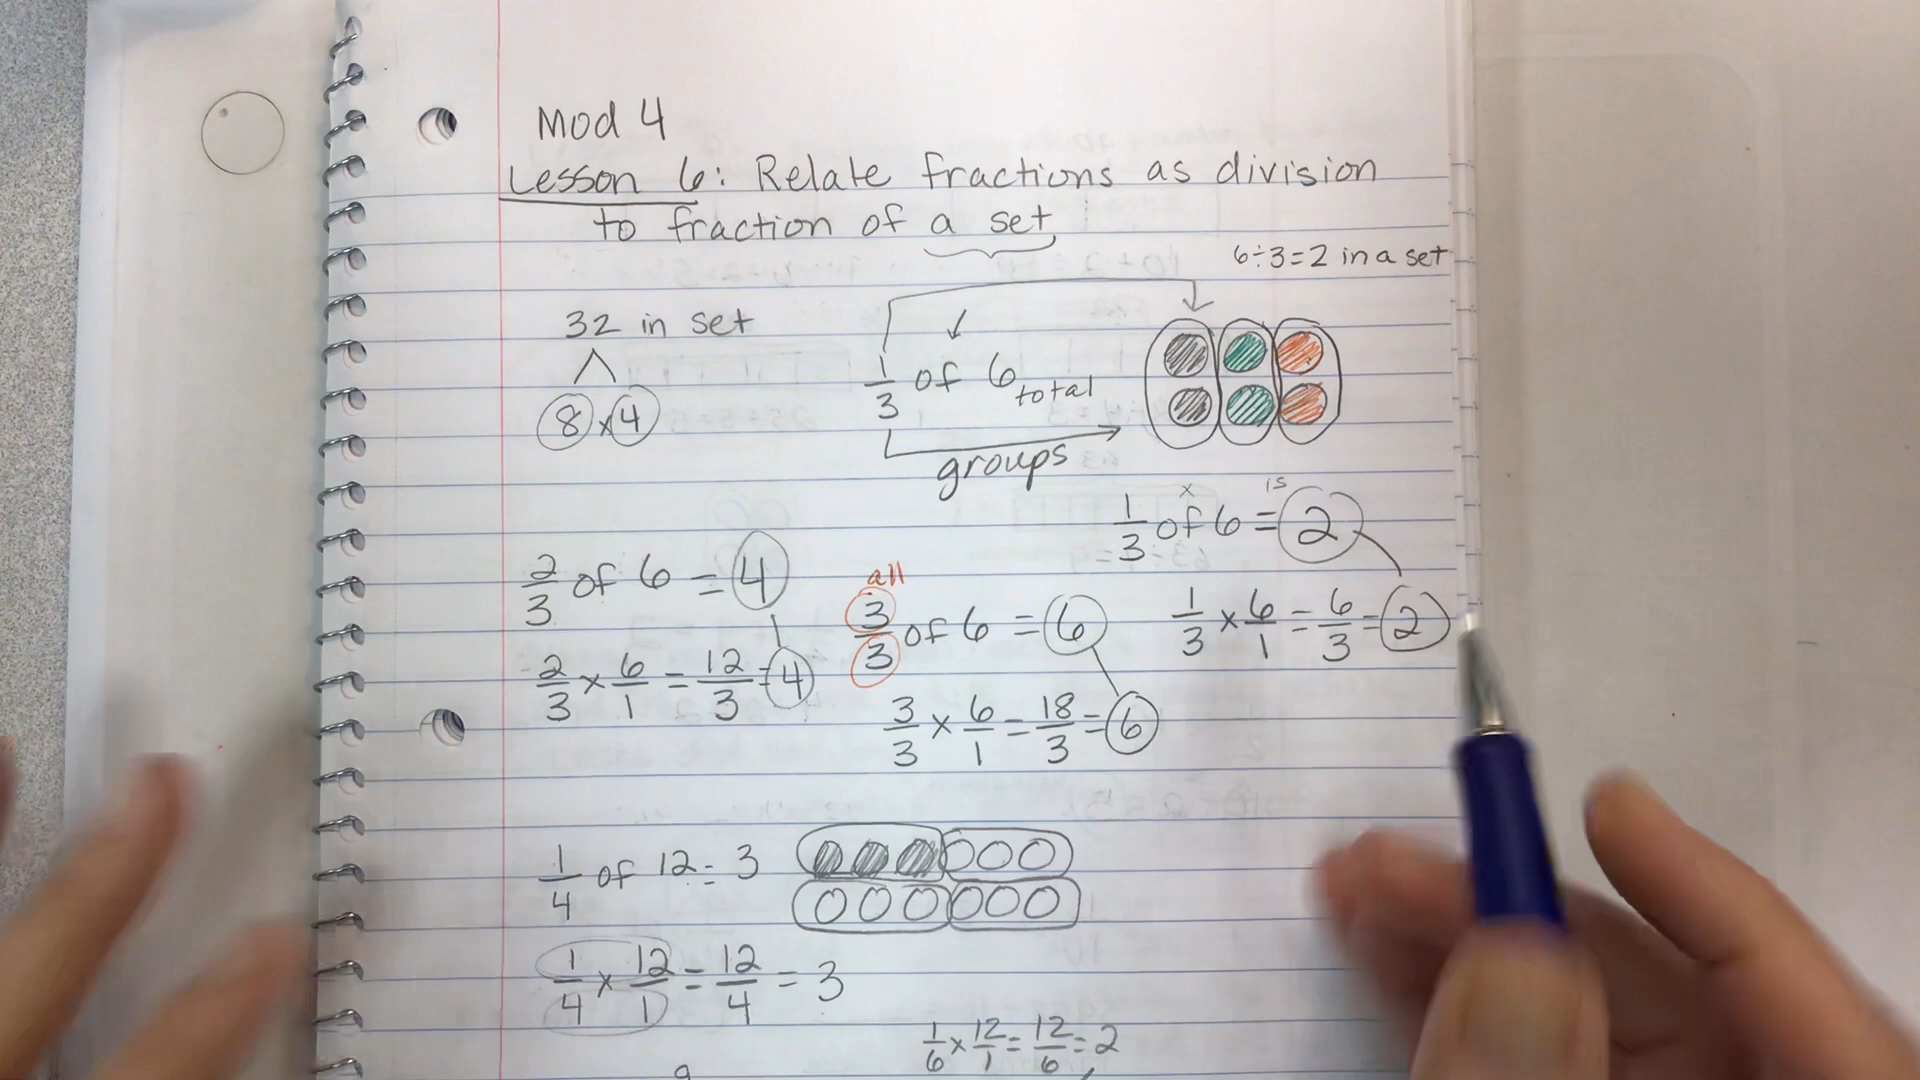 Mod 4
Lesson 6: Relate fractions as division
to fraction of a set
6÷3=2 in a set
32 in set
8 x 4
1/3 of 6 total
groups
x is
1/3 of 6 = 2
1/3 x 6/1 = 6/3 = 2
2/3 of 6 = 4
2/3 x 6/1 = 12/3 = 4
all
3/3 of 6 = 6
3/3 x 6/1 = 18/3 = 6
1/4 of 12 = 3
1/4 x 12/1 = 12/4 = 3
1/6 x 12/1 = 12/6 = 2